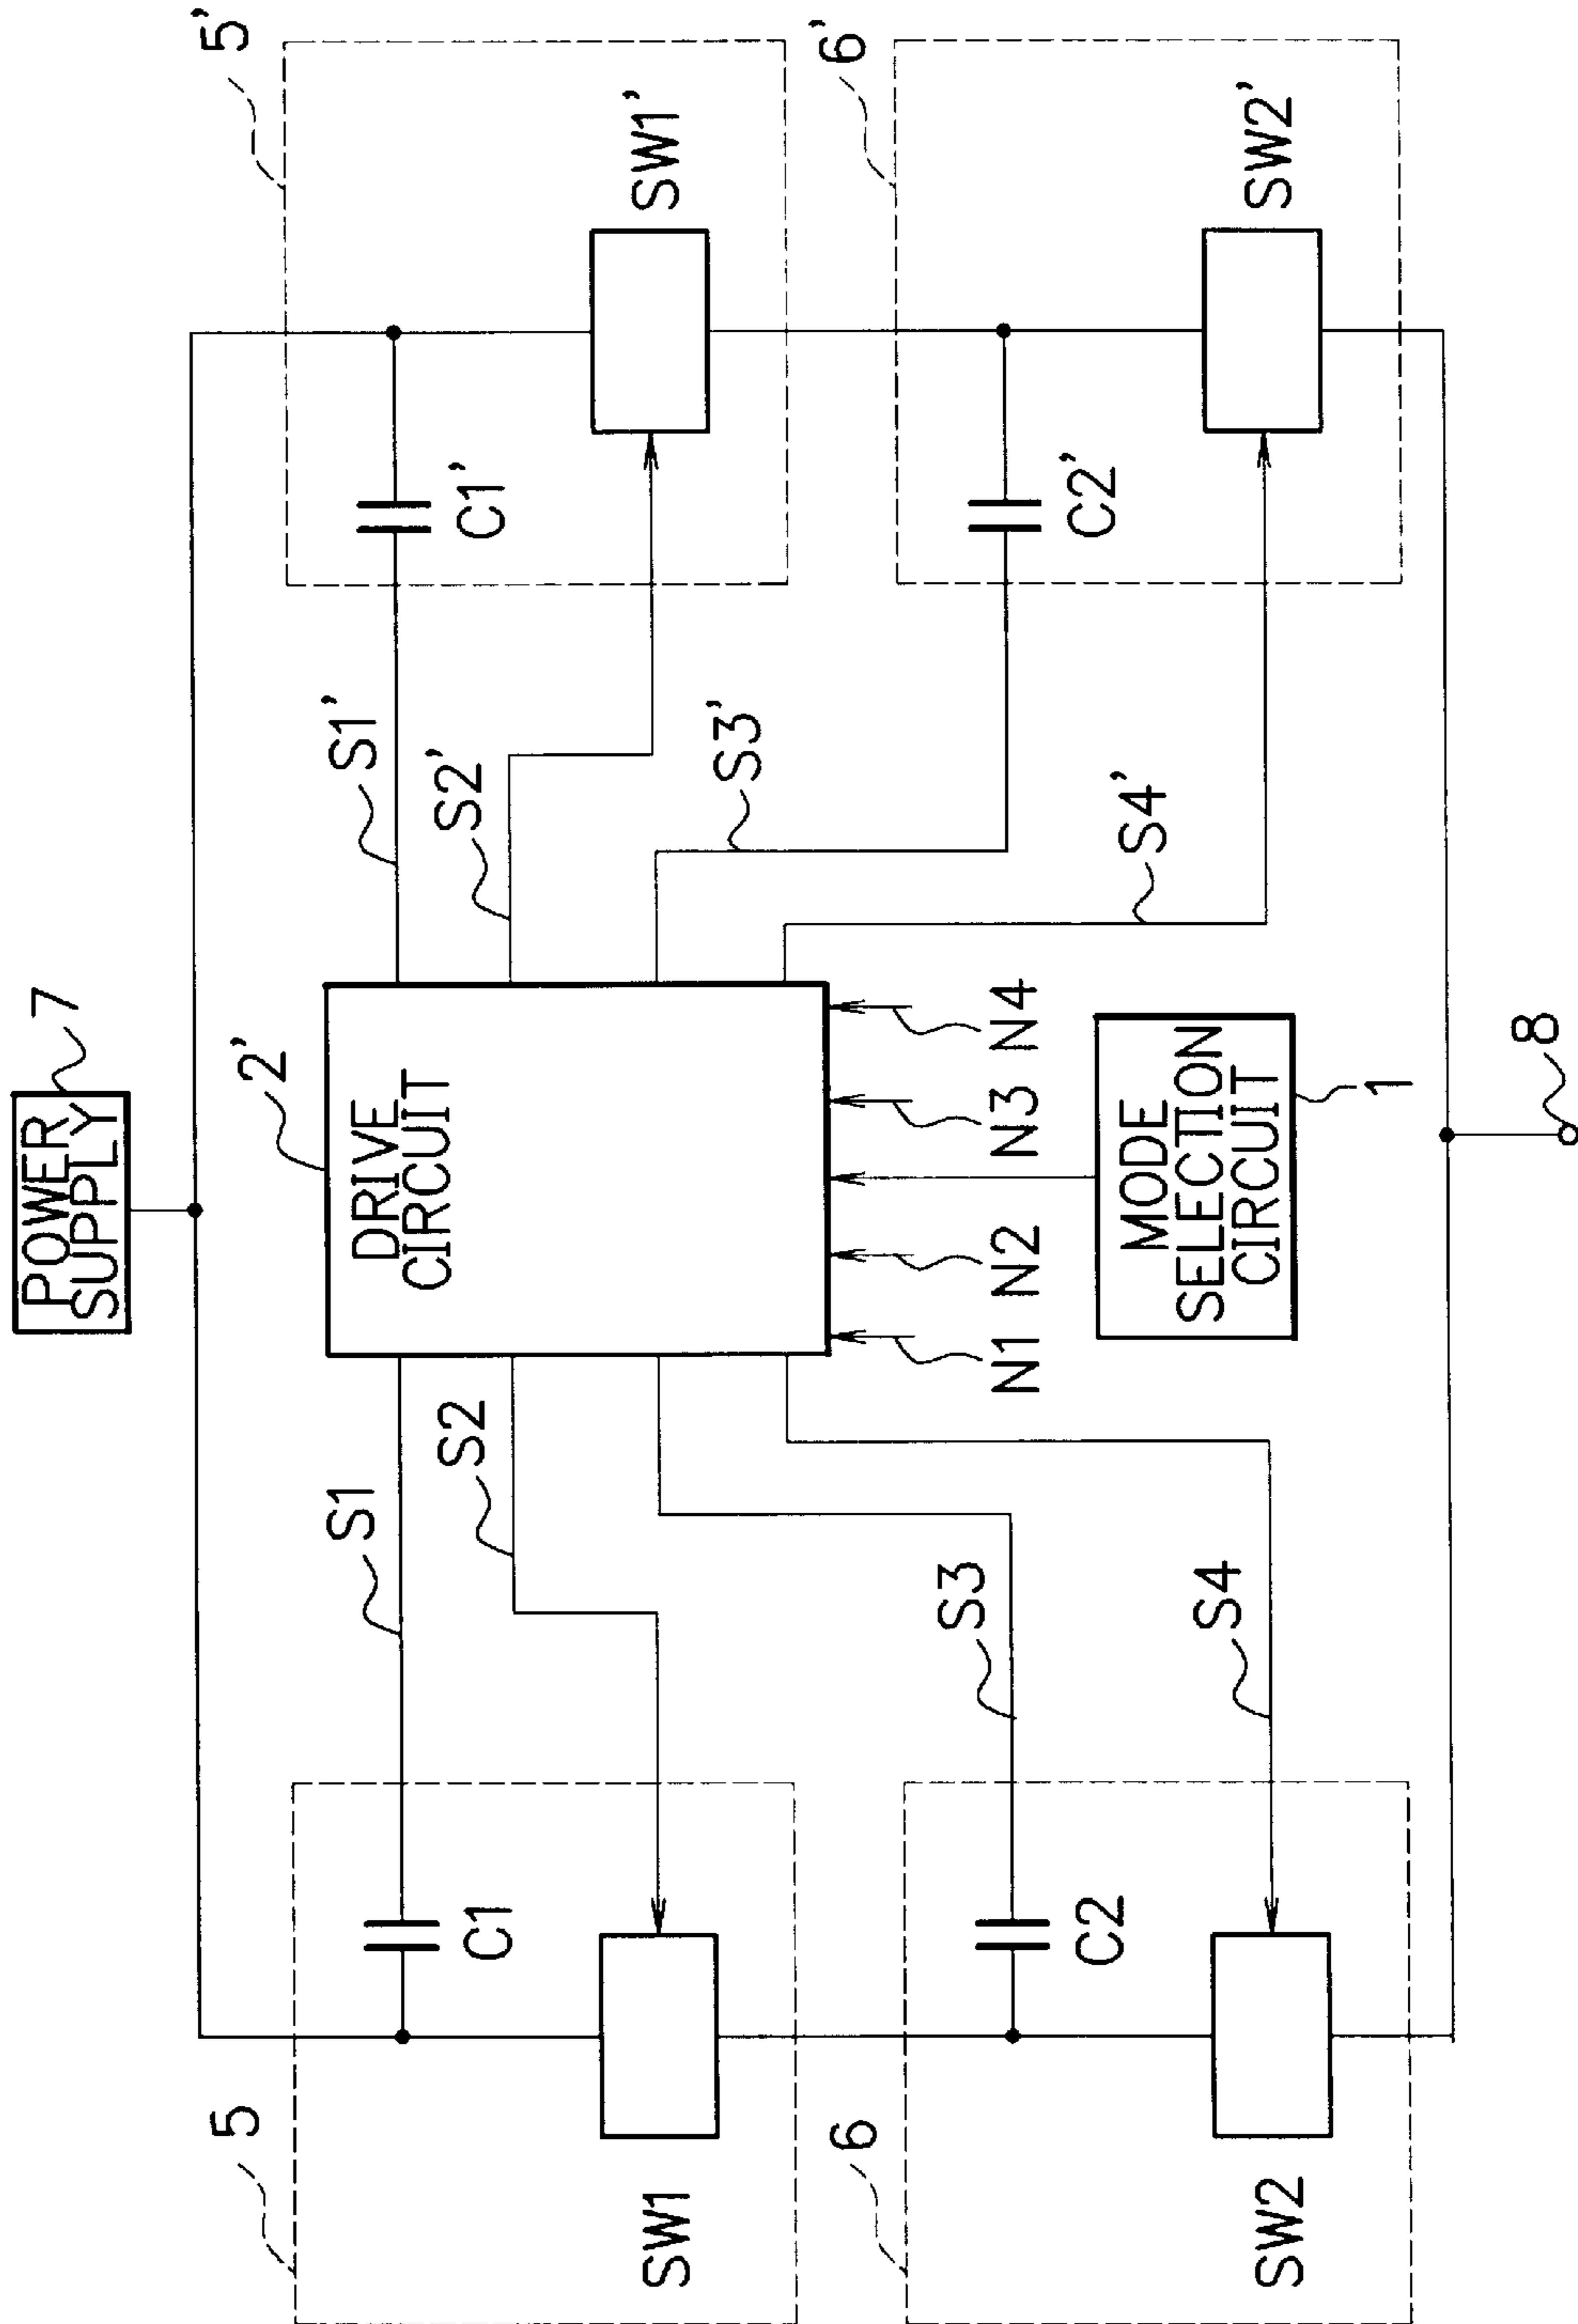 POWER
SUPPLY
7
5
5'
2'
DRIVE
CIRCUIT
S1
S1'
C1
C1'
S2
S2'
SW1
SW1'
6
6'
S3
S3'
N1
N2
N3
N4
C2
C2'
MODE
SELECTION
CIRCUIT
1
S4
S4'
SW2
SW2'
8